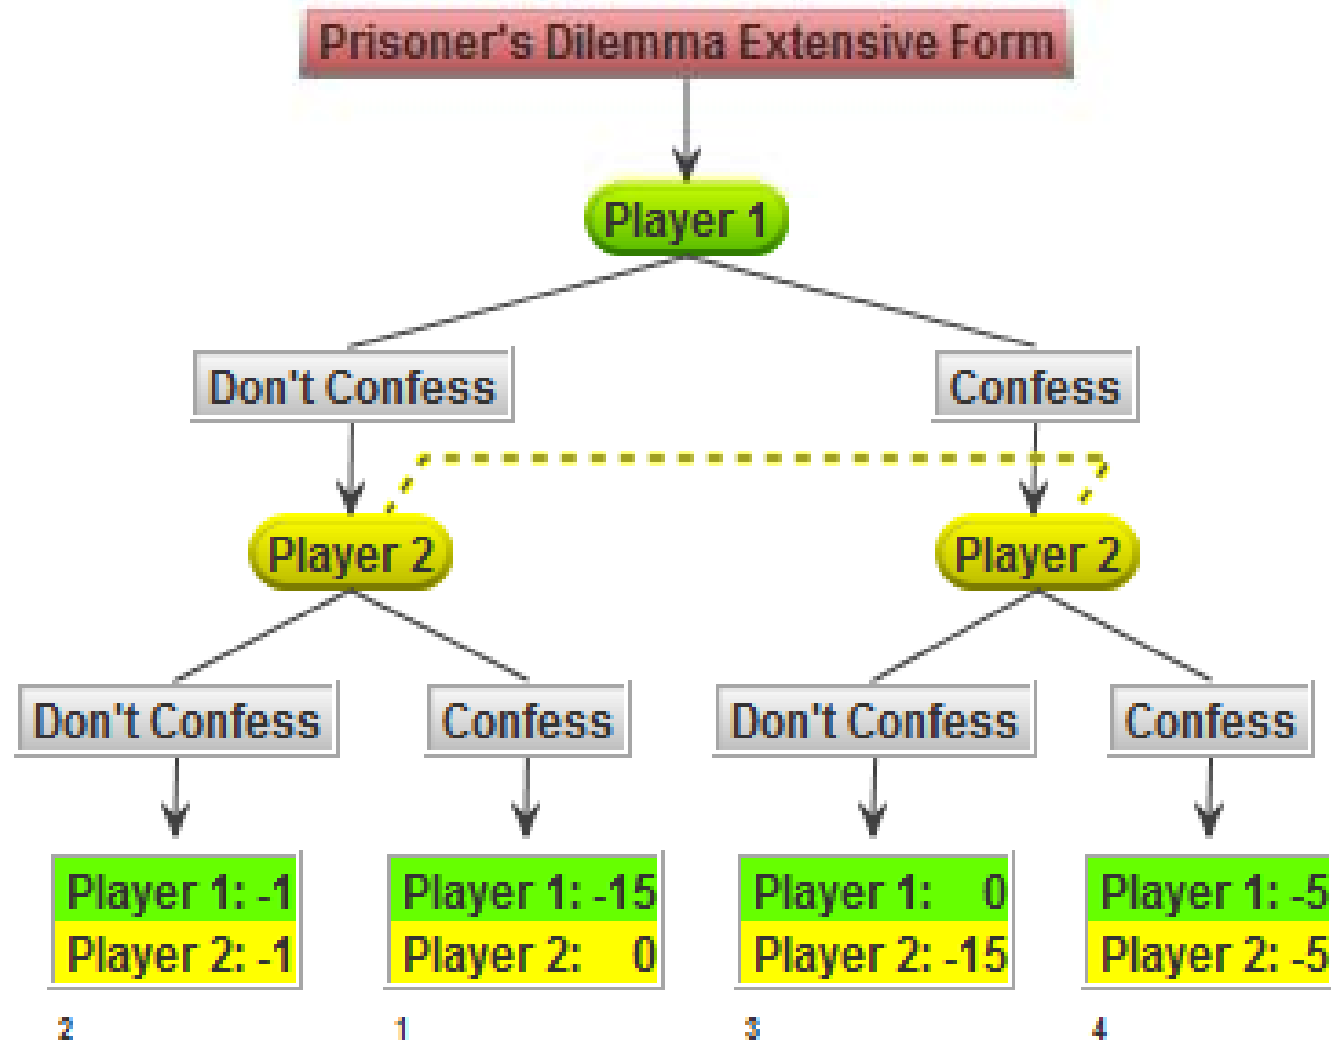 Prisoner's Dilemma Extensive Form
Player 1
Don't Confess
Confess
Player 2
Player 2
Don't Confess
Confess
Don't Confess
Confess
Player 1: -1
Player 2: -1
Player 1: -15
Player 2: 0
Player 1: 0
Player 2: -15
Player 1: -5
Player 2: -5
2
1
3
4